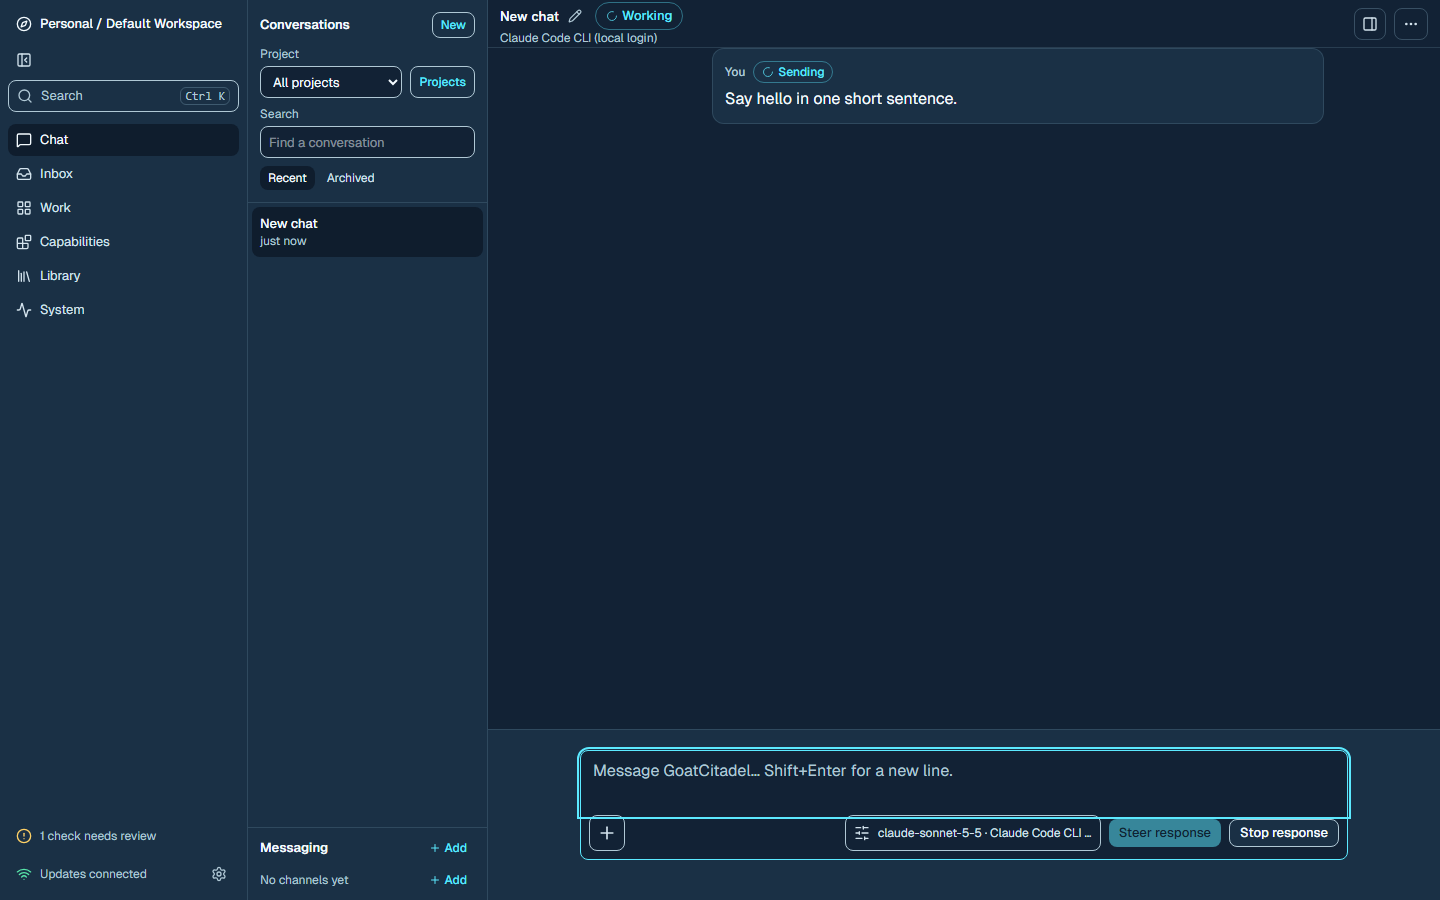 Personal / Default Workspace
Search
Ctrl K
Chat
Inbox
Work
Capabilities
Library
System
1 check needs review
Updates connected
Conversations
New
Project
All projects
Projects
Search
Find a conversation
Recent
Archived
New chat
just now
Messaging
+ Add
No channels yet
+ Add
New chat
Working
Claude Code CLI (local login)
You
Sending
Say hello in one short sentence.
Message GoatCitadel... Shift+Enter for a new line.
claude-sonnet-5-5 · Claude Code CLI ...
Steer response
Stop response